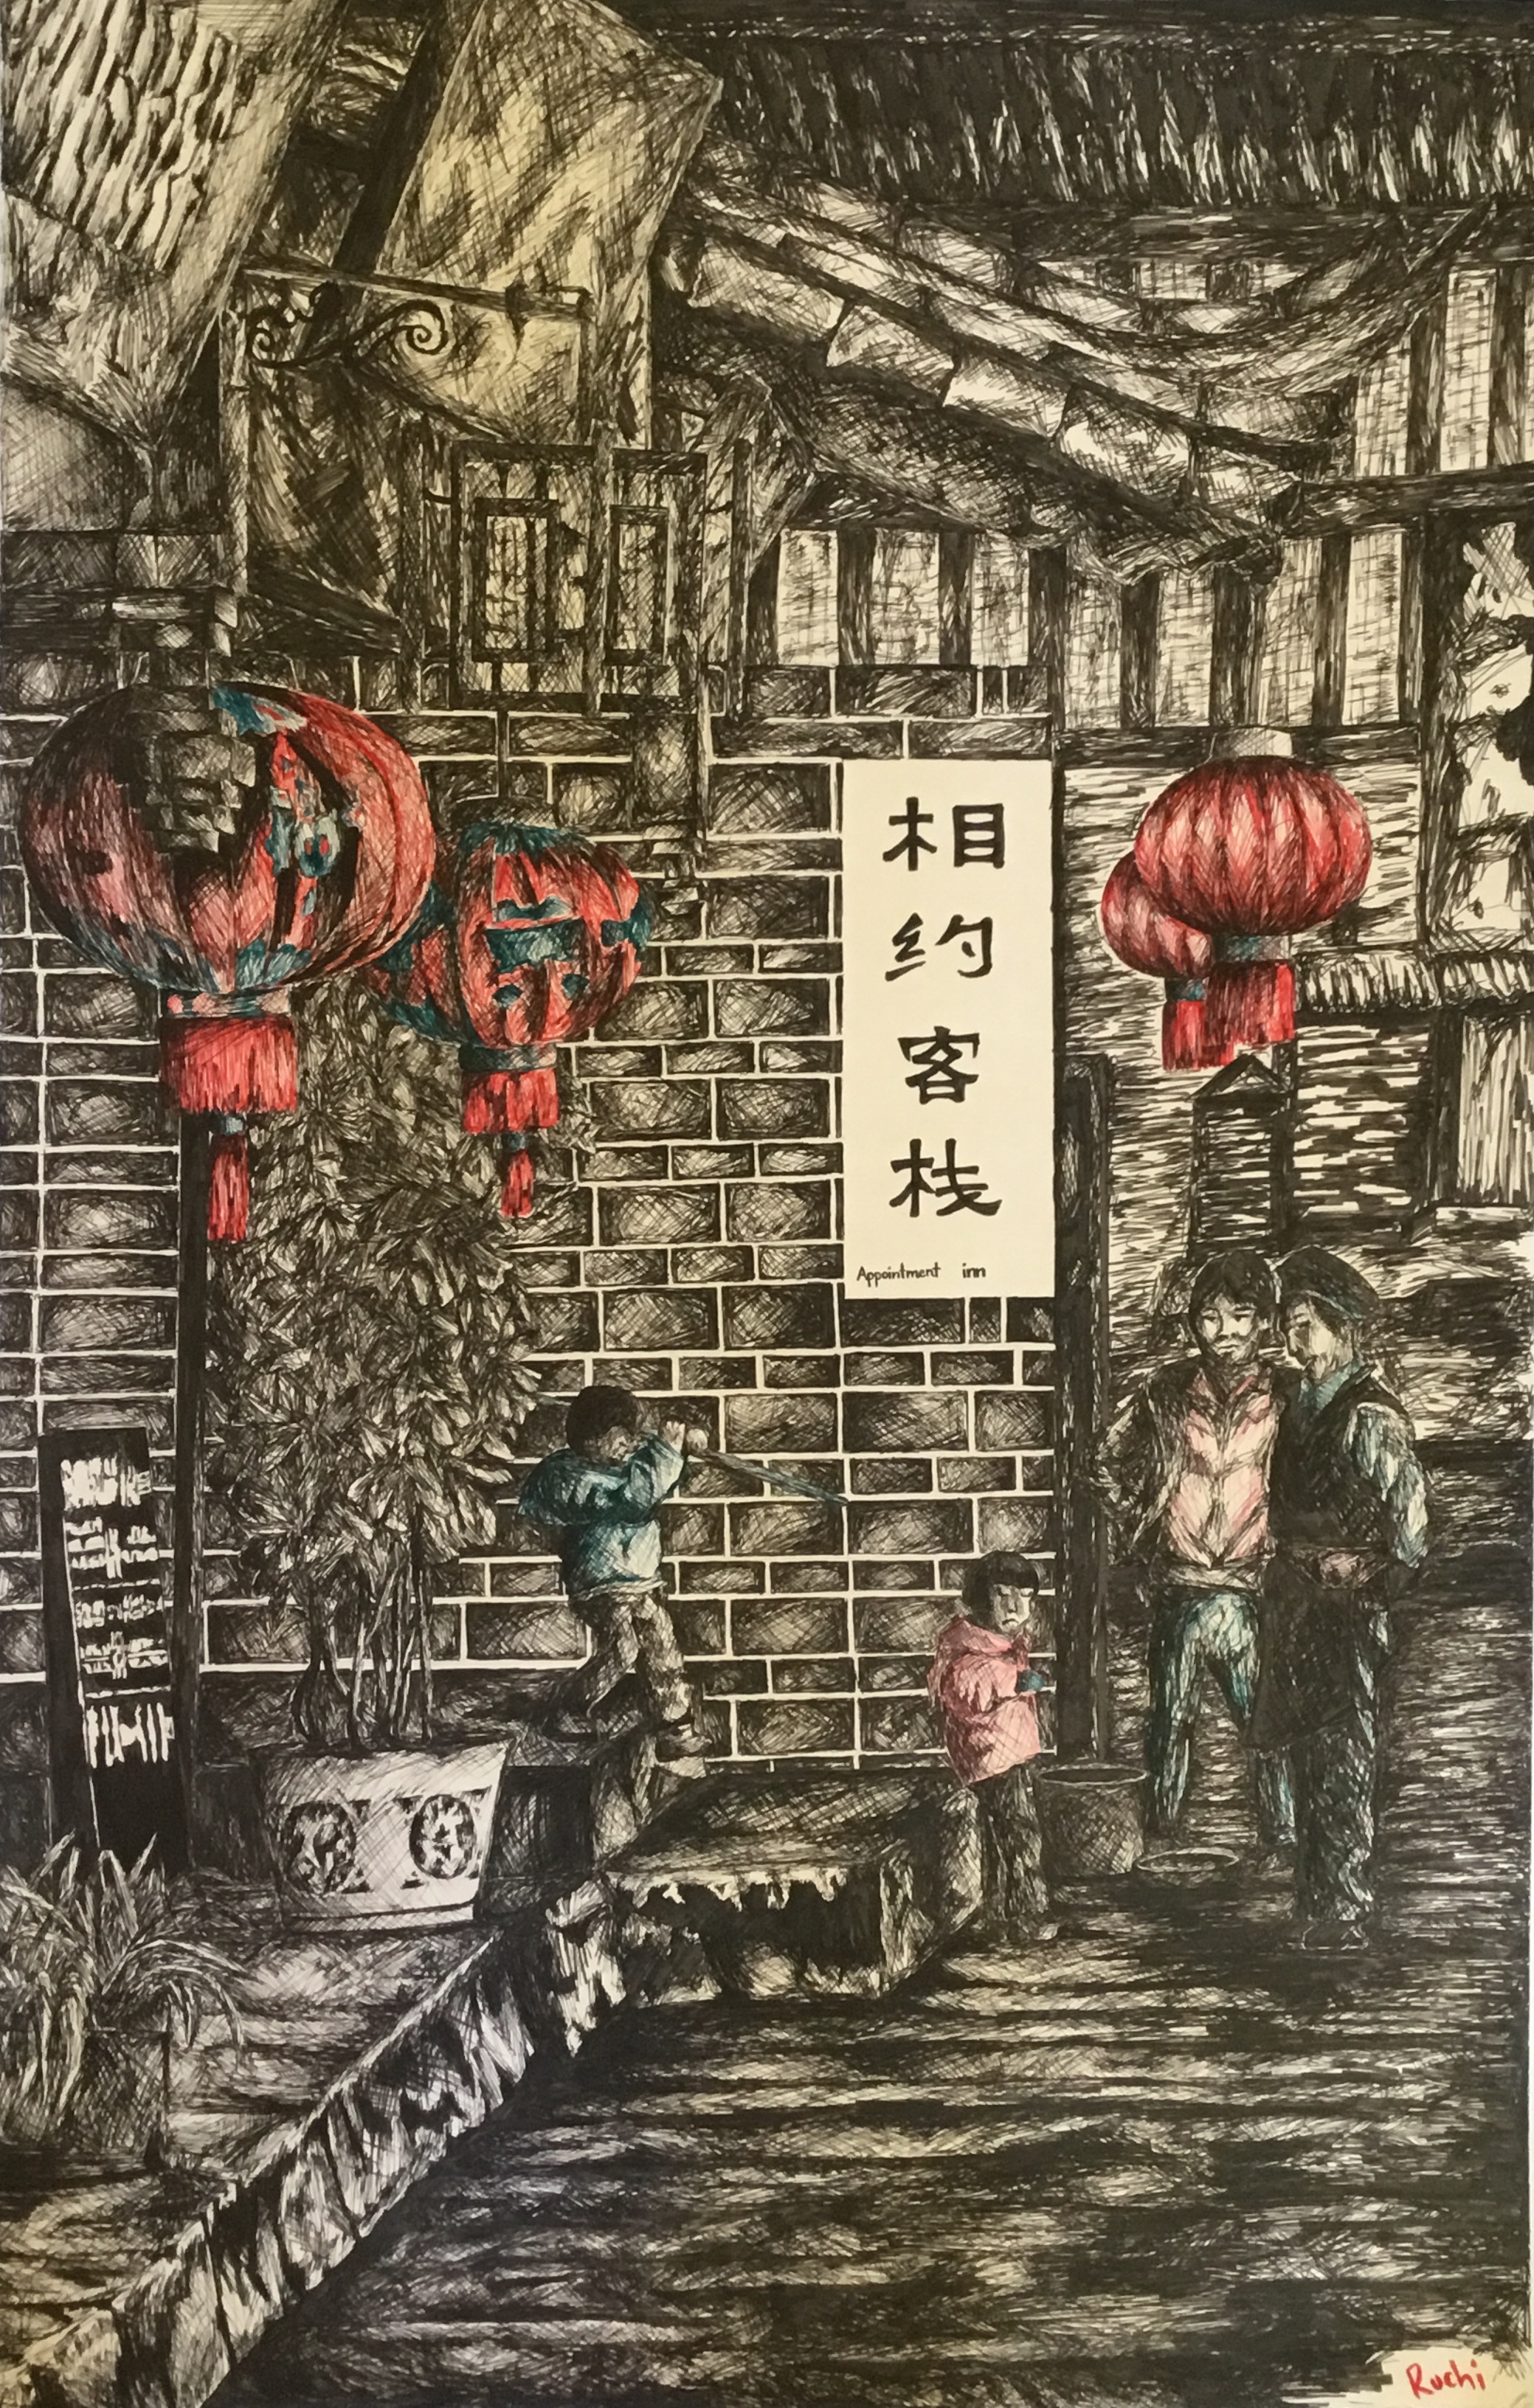 相
约
客
栈
Appointment inn
Ruchi